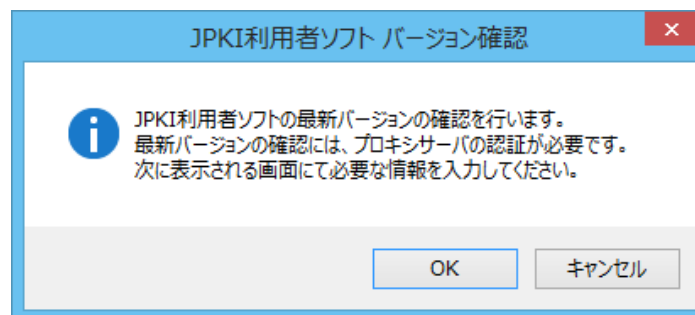 JPKI利用者ソフト バージョン確認
JPKI利用者ソフトの最新バージョンの確認を行います。
最新バージョンの確認には、プロキシサーバの認証が必要です。
次に表示される画面にて必要な情報を入力してください。
OK
キャンセル